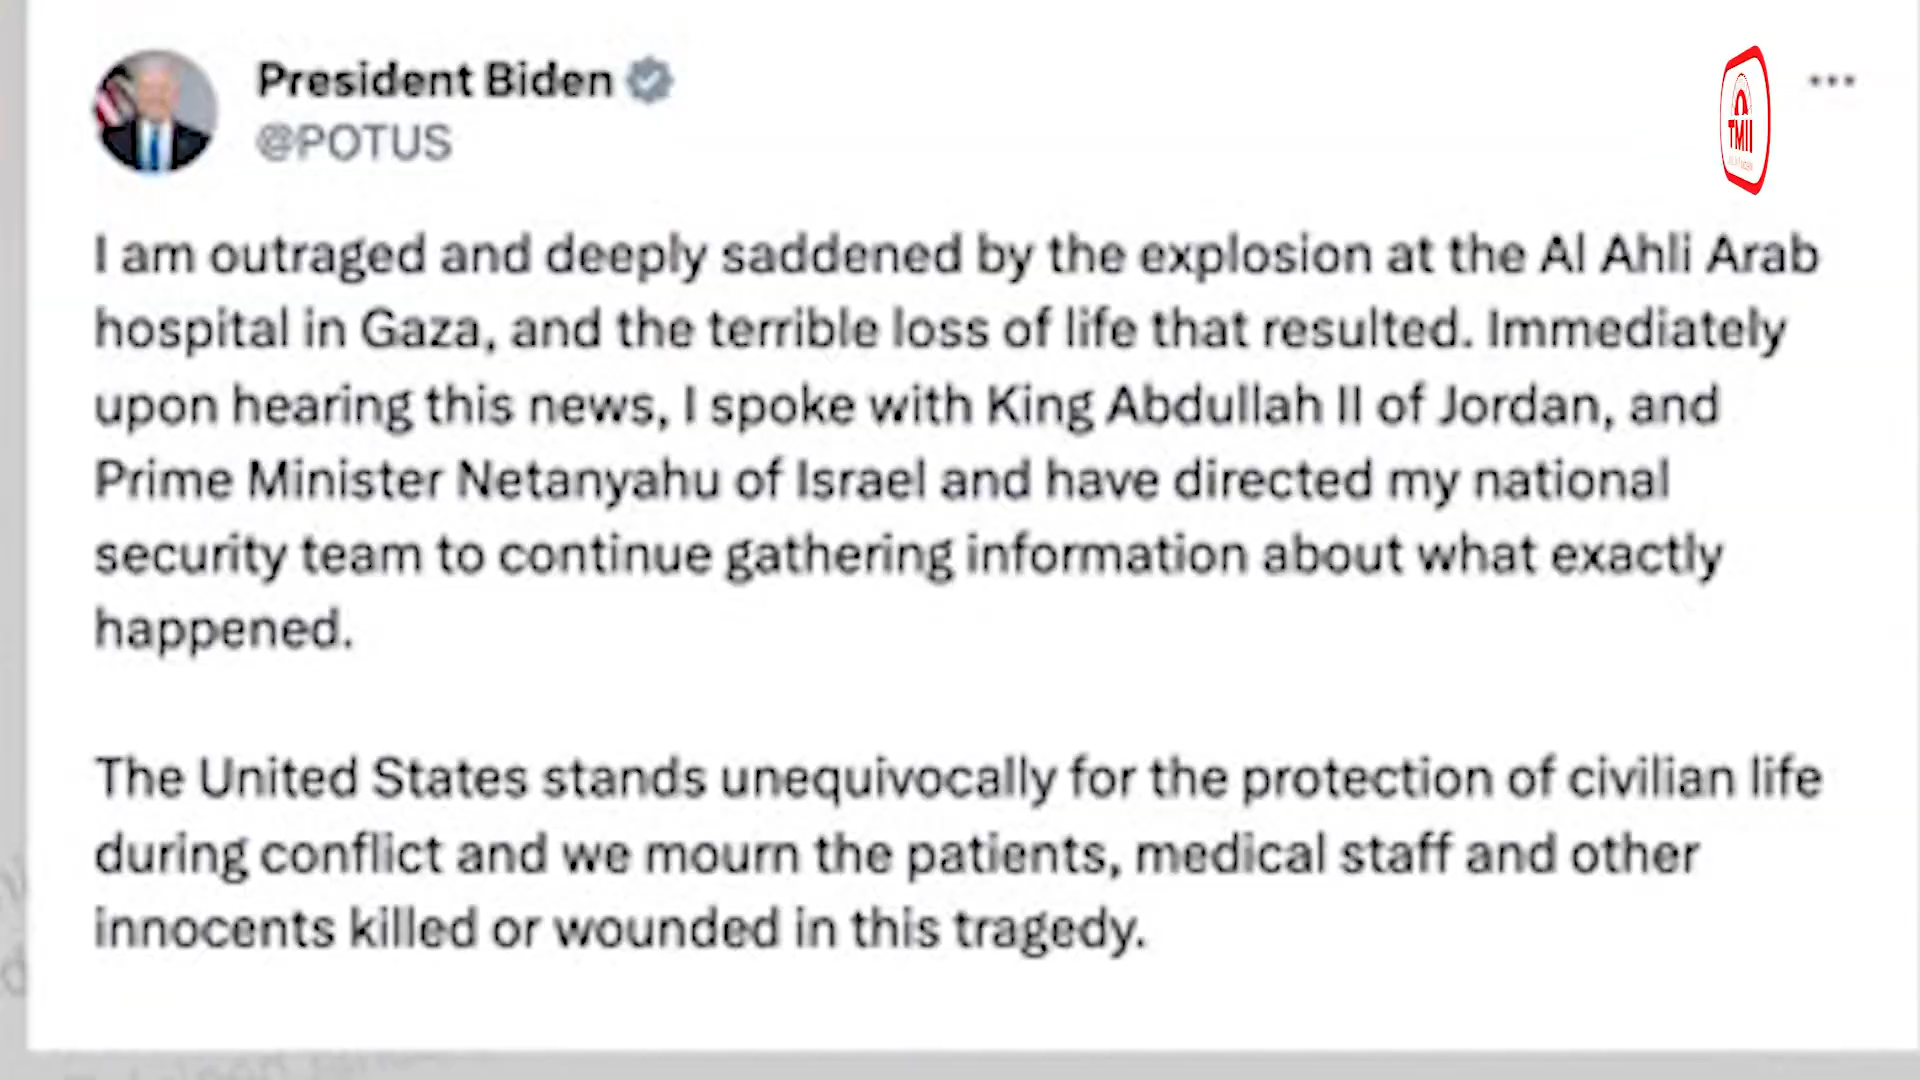 President Biden
@POTUS
TMII
I am outraged and deeply saddened by the explosion at the Al Ahli Arab
hospital in Gaza, and the terrible loss of life that resulted. Immediately
upon hearing this news, I spoke with King Abdullah II of Jordan, and
Prime Minister Netanyahu of Israel and have directed my national
security team to continue gathering information about what exactly
happened.
The United States stands unequivocally for the protection of civilian life
during conflict and we mourn the patients, medical staff and other
innocents killed or wounded in this tragedy.